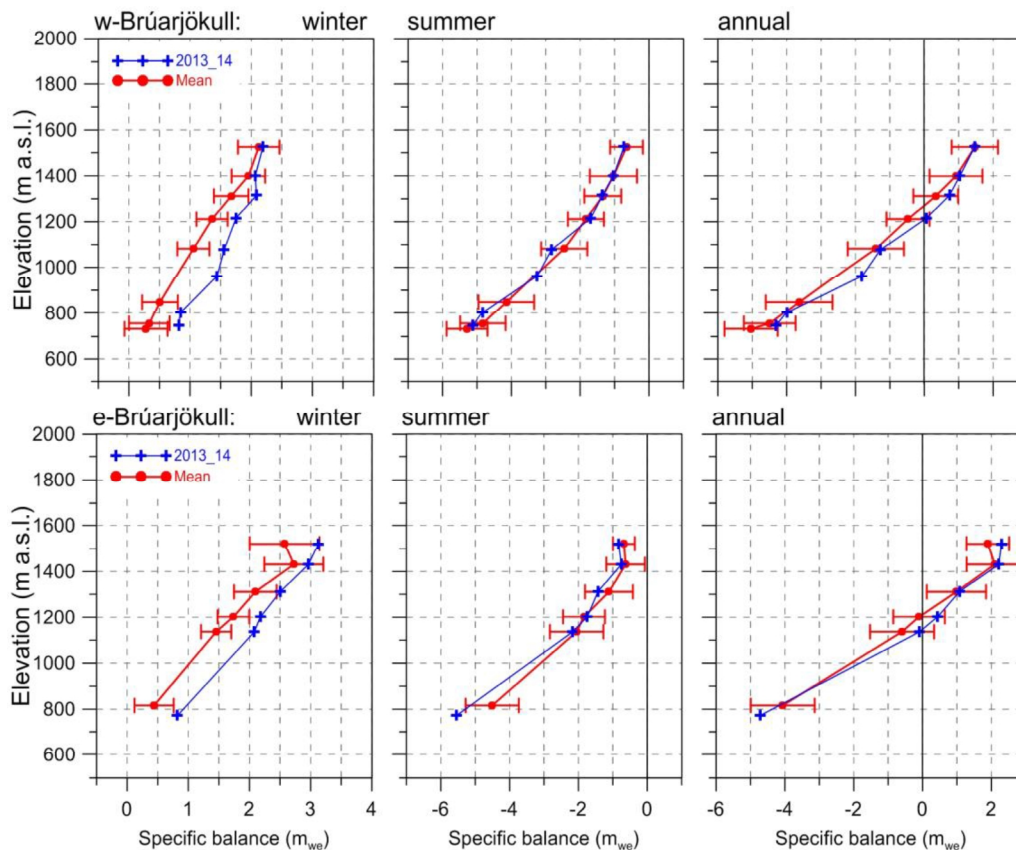 w-Brúarjökull: winter summer annual
2000
1800
1600
1400
1200
1000
800
600
Elevation (m a.s.l.)
2013_14
Mean
0 1 2 3 4
-6 -4 -2 0
-6 -4 -2 0 2
e-Brúarjökull: winter summer annual
2000
1800
1600
1400
1200
1000
800
600
Elevation (m a.s.l.)
2013_14
Mean
0 1 2 3 4
-6 -4 -2 0
-6 -4 -2 0 2
Specific balance (mwe) Specific balance (mwe) Specific balance (mwe)